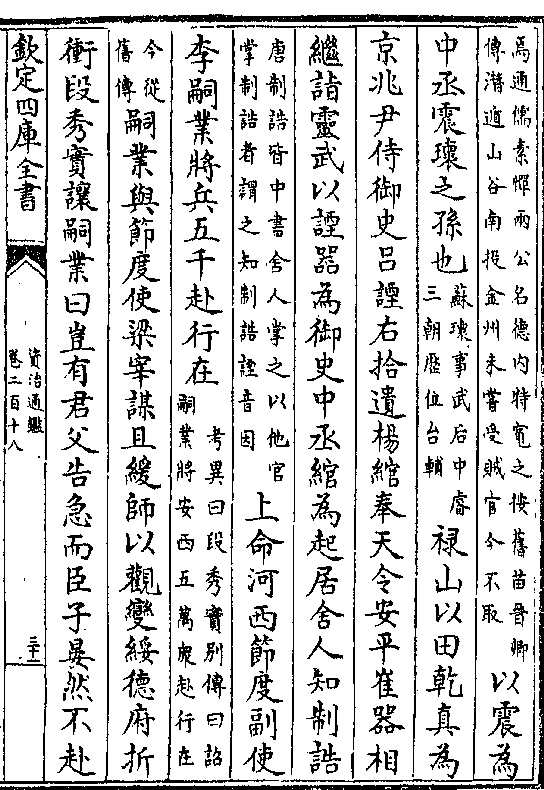 焉通儒素憚兩公名德内特寛之按舊苗晉卿
傳潛遁山谷南投金州未嘗受賊官今不取
以震為
中丞震瓌之孫也
蘇瓌事武后中睿
三朝歷位台輔
祿山以田乾真為
京兆尹侍御史呂諲右拾遺楊綰奉天令安平崔器相
繼詣靈武以諲器為御史中丞綰為起居舍人知制誥
唐制誥皆中書舍人掌之以他官
掌制誥者謂之知制誥諲音因
上命河西節度副使
李嗣業將兵五千赴行在
考異曰段秀實別傳曰詔
嗣業將安西五萬衆赴行在
今從
舊傳
嗣業與節度使梁宰謀且緩師以觀變綏德府折
衝段秀實讓嗣業曰豈有君父告急而臣子晏然不赴
欽定四庫全書
資治通鑑
卷二百十八